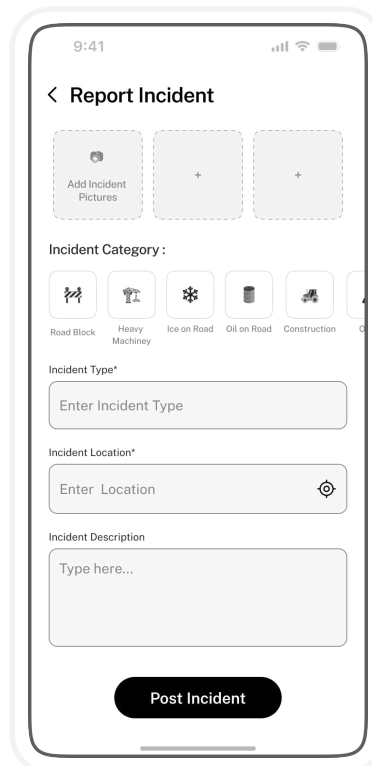 9:41
Report Incident
Add Incident
Pictures
+
+
Incident Category :
Road Block
Heavy
Machiney
Ice on Road
Oil on Road
Construction
O
Incident Type*
Enter Incident Type
Incident Location*
Enter Location
Incident Description
Type here...
Post Incident